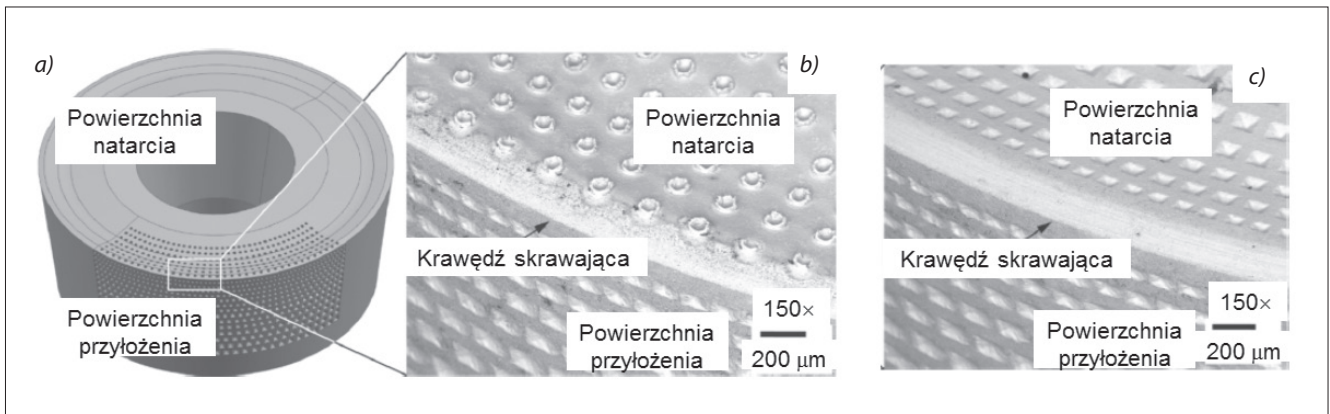 a)
Powierzchnia
natarcia
Powierzchnia
przyłożenia
b)
Powierzchnia
natarcia
Krawędź skrawająca
Powierzchnia
przyłożenia
150×
200 μm
c)
Powierzchnia
natarcia
Krawędź skrawająca
Powierzchnia
przyłożenia
150×
200 μm